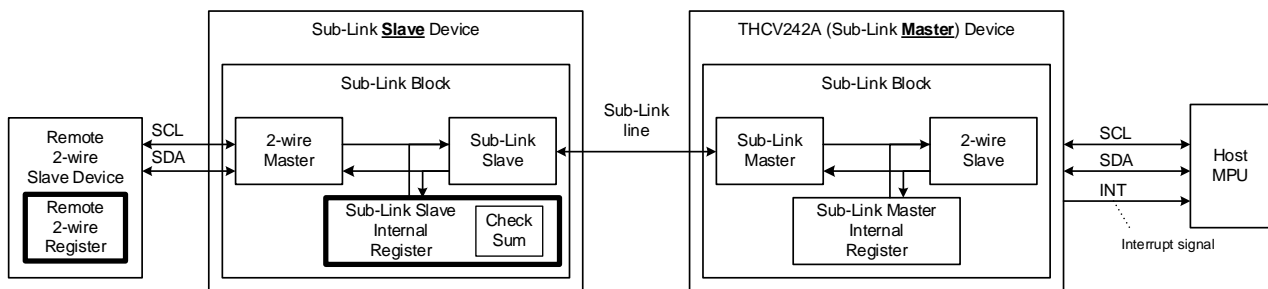 Sub-Link Slave Device
THCV242A (Sub-Link Master) Device
Sub-Link Block
Sub-Link Block
Remote
2-wire
Slave Device
Remote
2-wire
Register
SCL
SDA
2-wire
Master
Sub-Link
Slave
Sub-Link Slave
Internal
Register
Check
Sum
Sub-Link
line
Sub-Link
Master
2-wire
Slave
Sub-Link Master
Internal
Register
SCL
SDA
INT
Interrupt signal
Host
MPU